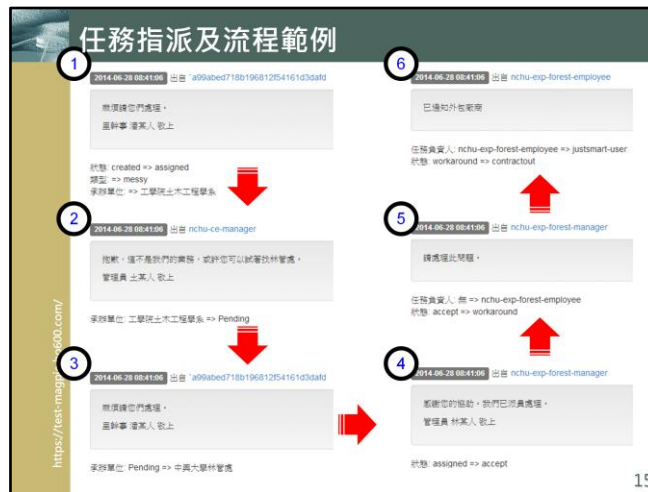 任務指派及流程範例
1
2014-06-28 08:41:06 出自 `a99abed718b196812f54161d3dafd
煩請您們處理。
里幹事 潘某人 敬上
狀態: created => assigned
類型: => messy
承辦單位: => 工學院土木工程學系
2
2014-06-28 08:41:06 出自 nchu-ce-manager
抱歉，這不是我們的業務，或許您可以試著找林管處。
管理員 土某人 敬上
承辦單位: 工學院土木工程學系 => Pending
3
2014-06-28 08:41:06 出自 `a99abed718b196812f54161d3dafd
煩請您們處理。
里幹事 潘某人 敬上
承辦單位: Pending => 中興大學林管處
4
2014-06-28 08:41:06 出自 nchu-exp-forest-manager
感謝您的協助，我們已派員處理。
管理員 林某人 敬上
狀態: assigned => accept
5
2014-06-28 08:41:06 出自 nchu-exp-forest-manager
請處理此問題。
任務負責人: 無 => nchu-exp-forest-employee
狀態: accept => workaround
6
2014-06-28 08:41:06 出自 nchu-exp-forest-employee
已通知外包廠商
任務負責人: nchu-exp-forest-employee => justsmart-user
狀態: workaround => contractout
15